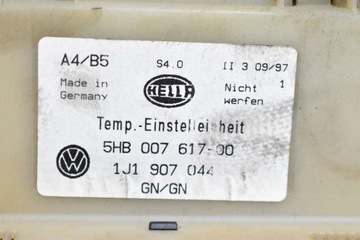 A4/B5 S4.0 II 3 09/97
Made in Germany HELLA Nicht 1 werfen
Temp.-Einstelleinheit
5HB 007 617-00
VW 1J1 907 044
GN/GN